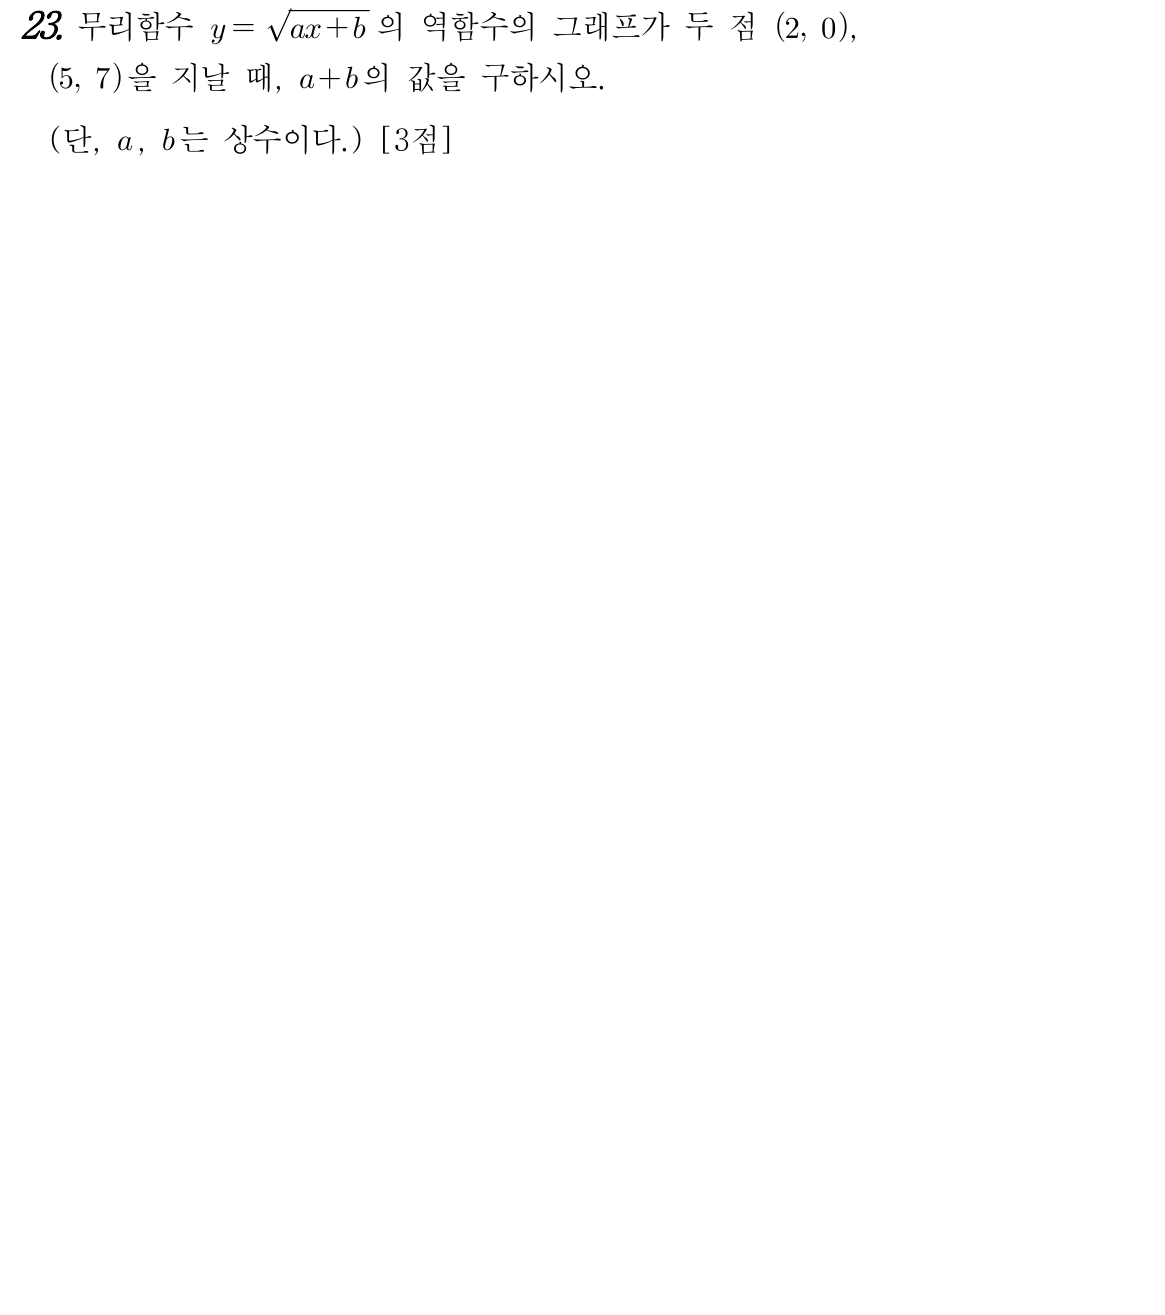 23. 무리함수 y=√(ax+b) 의 역함수의 그래프가 두 점 (2, 0),
(5, 7)을 지날 때, a+b의 값을 구하시오.
(단, a, b는 상수이다.) [3점]